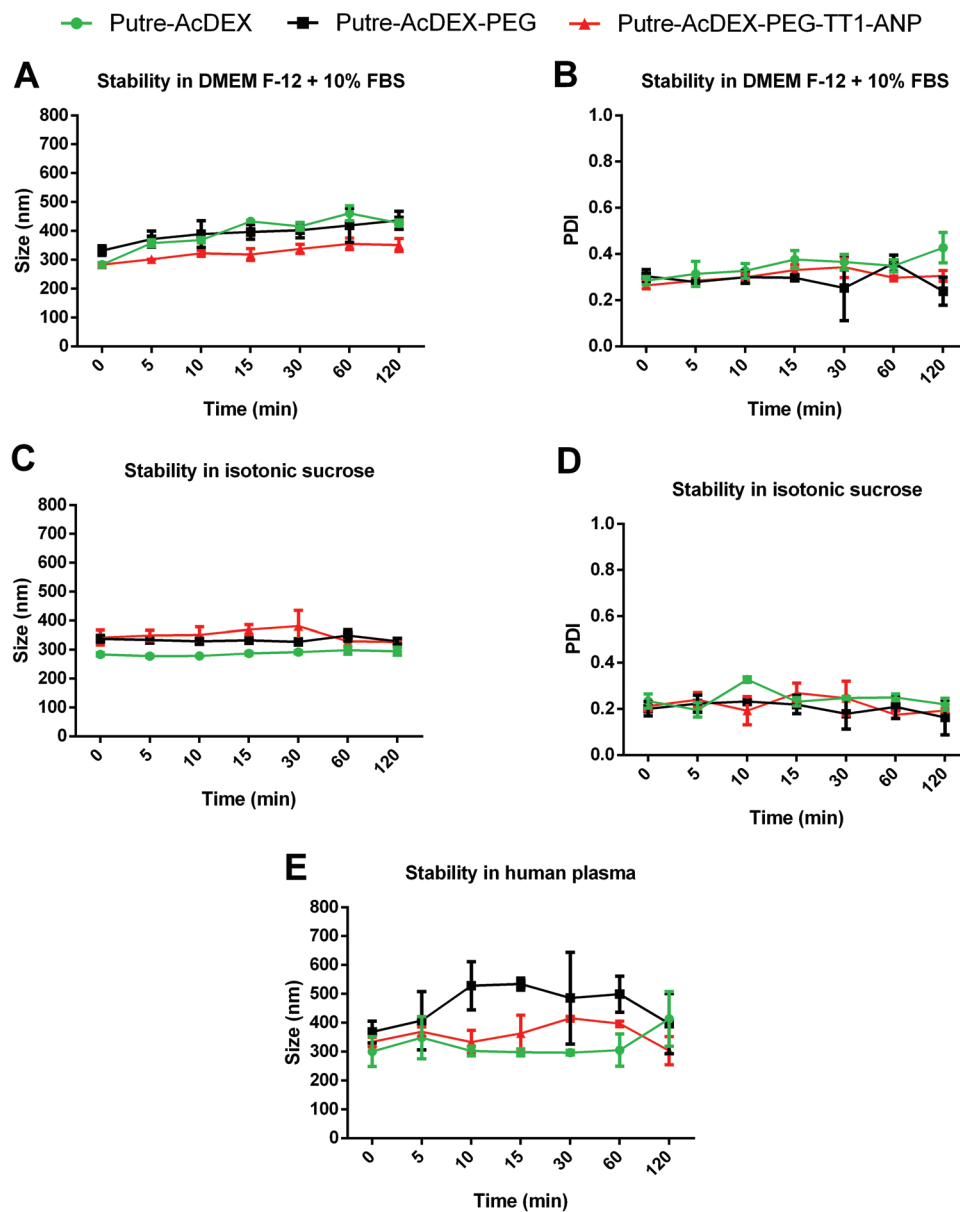 Putre-AcDEX Putre-AcDEX-PEG Putre-AcDEX-PEG-TT1-ANP
A
Stability in DMEM F-12 + 10% FBS
800
700
600
500
400
300
200
100
0
Size (nm)
0 5 10 15 30 60 120
Time (min)
B
Stability in DMEM F-12 + 10% FBS
1.0
0.8
0.6
0.4
0.2
0.0
PDI
0 5 10 15 30 60 120
Time (min)
C
Stability in isotonic sucrose
800
700
600
500
400
300
200
100
0
Size (nm)
0 5 10 15 30 60 120
Time (min)
D
Stability in isotonic sucrose
1.0
0.8
0.6
0.4
0.2
0.0
PDI
0 5 10 15 30 60 120
Time (min)
E
Stability in human plasma
800
700
600
500
400
300
200
100
0
Size (nm)
0 5 10 15 30 60 120
Time (min)